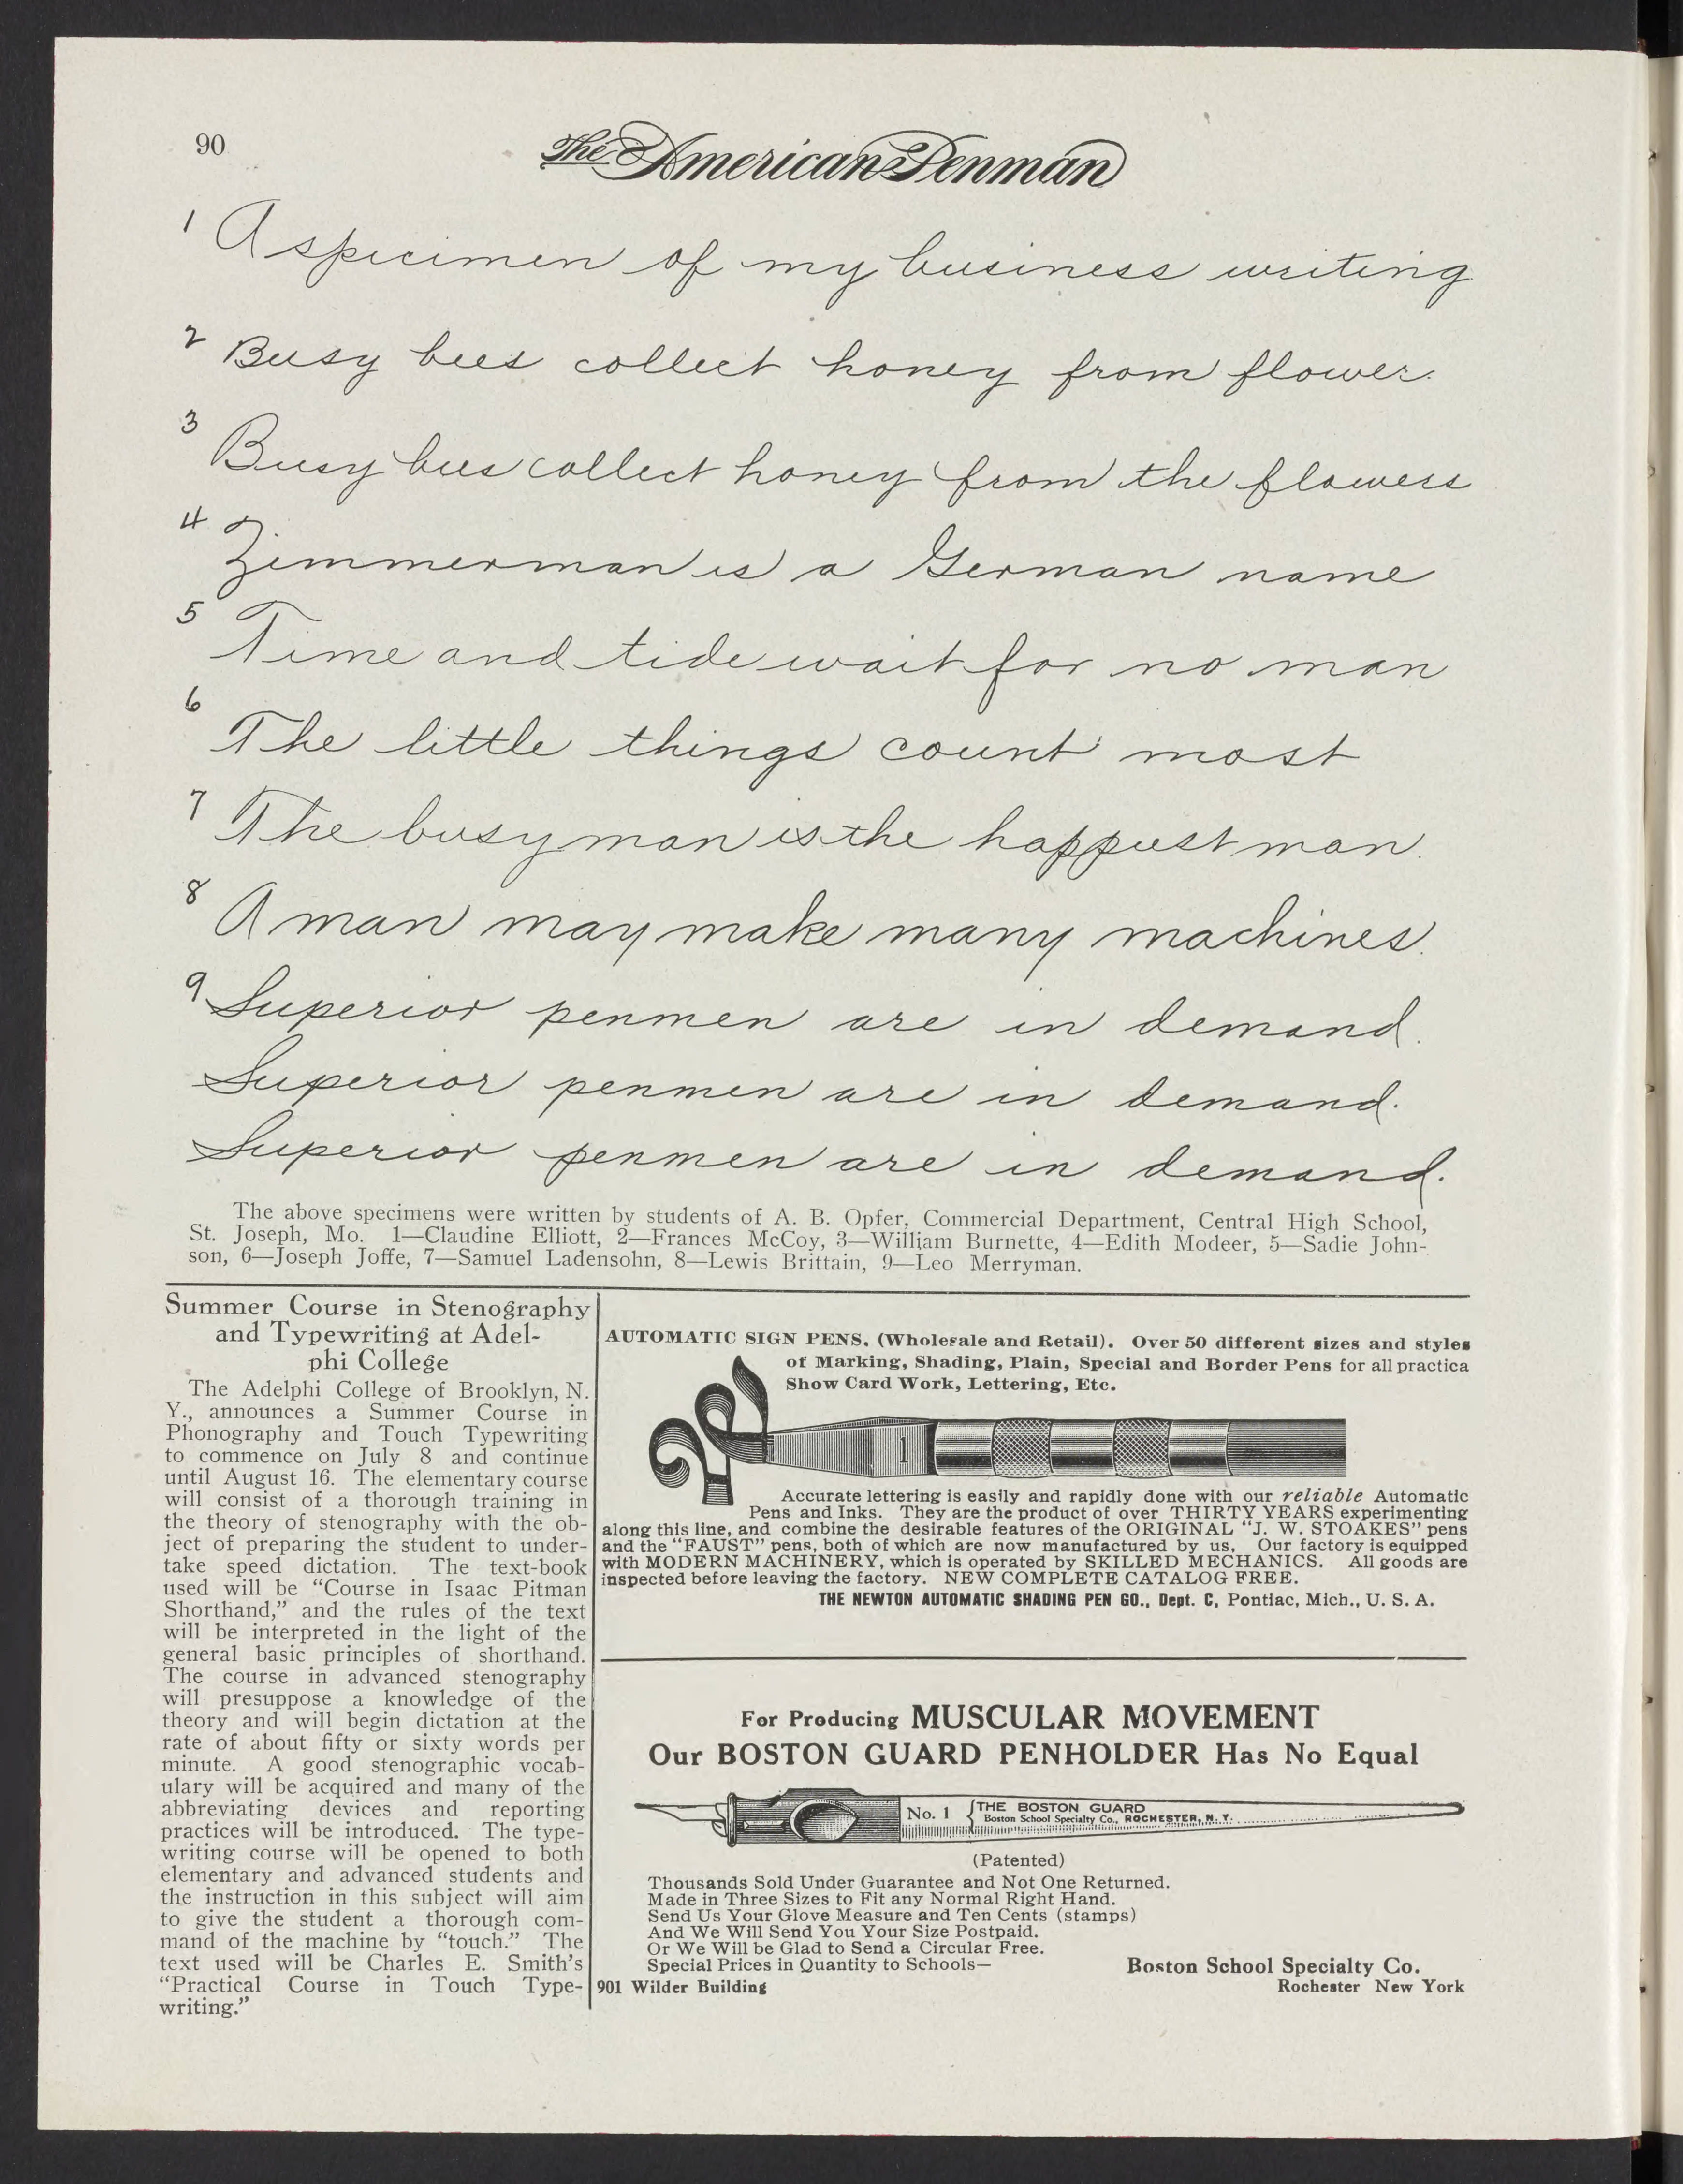 90
The American Penman
1 A specimen of my business writing
2 Busy bees collect honey from flower.
3 Busy bees collect honey from the flowers
4 Zimmerman is a German name
5 Time and tide wait for no man
6 The little things count most
7 The busy man is the happiest man.
8 A man may make many machines.
9 Superior penmen are in demand.
Superior penmen are in demand.
Superior penmen are in demand.
The above specimens were written by students of A. B. Opfer, Commercial Department, Central High School,
St. Joseph, Mo. 1—Claudine Elliott, 2—Frances McCoy, 3—William Burnette, 4—Edith Modeer, 5—Sadie John-
son, 6—Joseph Joffe, 7—Samuel Ladensohn, 8—Lewis Brittain, 9—Leo Merryman.
Summer Course in Stenography
and Typewriting at Adel-
phi College
The Adelphi College of Brooklyn, N.
Y., announces a Summer Course in
Phonography and Touch Typewriting
to commence on July 8 and continue
until August 16. The elementary course
will consist of a thorough training in
the theory of stenography with the ob-
ject of preparing the student to under-
take speed dictation. The text-book
used will be “Course in Isaac Pitman
Shorthand,” and the rules of the text
will be interpreted in the light of the
general basic principles of shorthand.
The course in advanced stenography
will presuppose a knowledge of the
theory and will begin dictation at the
rate of about fifty or sixty words per
minute. A good stenographic vocab-
ulary will be acquired and many of the
abbreviating devices and reporting
practices will be introduced. The type-
writing course will be opened to both
elementary and advanced students and
the instruction in this subject will aim
to give the student a thorough com-
mand of the machine by “touch.” The
text used will be Charles E. Smith’s
“Practical Course in Touch Type-
writing.”
AUTOMATIC SIGN PENS. (Wholesale and Retail). Over 50 different sizes and styles
of Marking, Shading, Plain, Special and Border Pens for all practica
Show Card Work, Lettering, Etc.
1
Accurate lettering is easily and rapidly done with our reliable Automatic
Pens and Inks. They are the product of over THIRTY YEARS experimenting
along this line, and combine the desirable features of the ORIGINAL “J. W. STOAKES” pens
and the “FAUST” pens, both of which are now manufactured by us. Our factory is equipped
with MODERN MACHINERY, which is operated by SKILLED MECHANICS. All goods are
inspected before leaving the factory. NEW COMPLETE CATALOG FREE.
THE NEWTON AUTOMATIC SHADING PEN GO., Dept. C, Pontiac, Mich., U. S. A.
For Producing MUSCULAR MOVEMENT
Our BOSTON GUARD PENHOLDER Has No Equal
No. 1 { THE BOSTON GUARD
Boston School Specialty Co., ROCHESTER, N. Y.
(Patented)
Thousands Sold Under Guarantee and Not One Returned.
Made in Three Sizes to Fit any Normal Right Hand.
Send Us Your Glove Measure and Ten Cents (stamps)
And We Will Send You Your Size Postpaid.
Or We Will be Glad to Send a Circular Free.
Special Prices in Quantity to Schools—
Boston School Specialty Co.
901 Wilder Building
Rochester New York